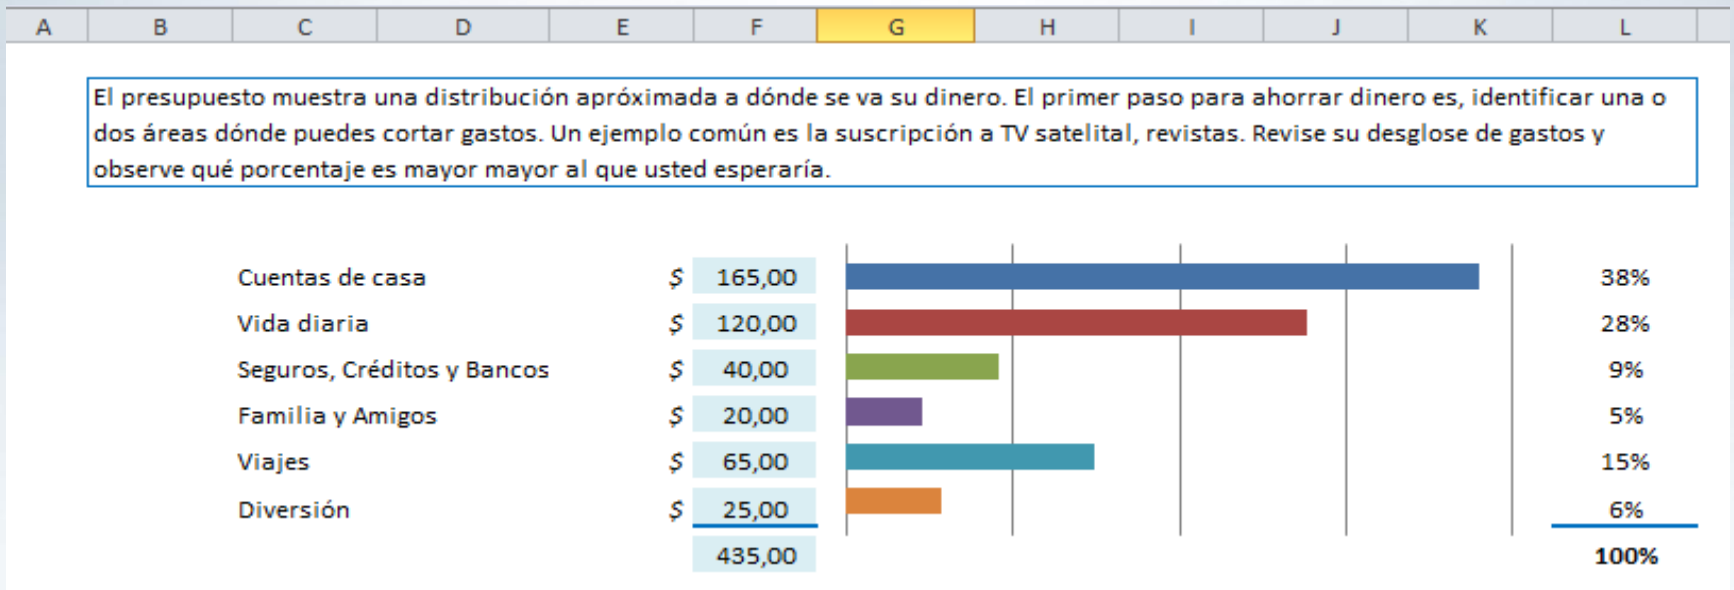 A B C D E F G H I J K L
El presupuesto muestra una distribución apróximada a dónde se va su dinero. El primer paso para ahorrar dinero es, identificar una o
dos áreas dónde puedes cortar gastos. Un ejemplo común es la suscripción a TV satelital, revistas. Revise su desglose de gastos y
observe qué porcentaje es mayor mayor al que usted esperaría.
Cuentas de casa $ 165,00 38%
Vida diaria $ 120,00 28%
Seguros, Créditos y Bancos $ 40,00 9%
Familia y Amigos $ 20,00 5%
Viajes $ 65,00 15%
Diversión $ 25,00 6%
435,00 100%